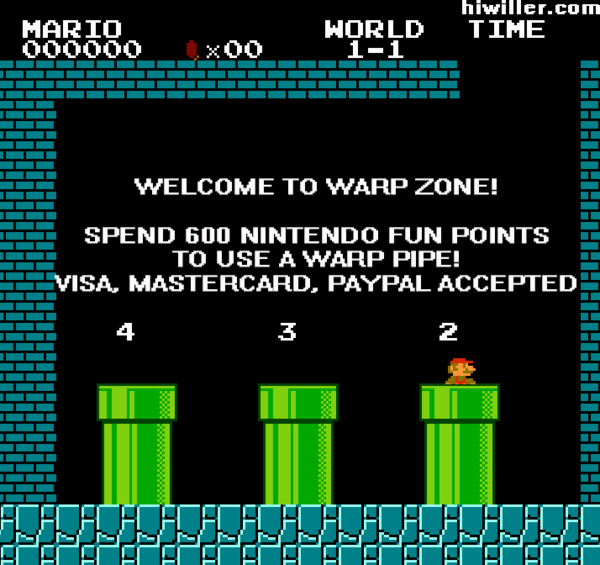 hiwiller.com
MARIO WORLD TIME
000000 x00 1-1
WELCOME TO WARP ZONE!
SPEND 600 NINTENDO FUN POINTS
TO USE A WARP PIPE!
VISA, MASTERCARD, PAYPAL ACCEPTED
4 3 2